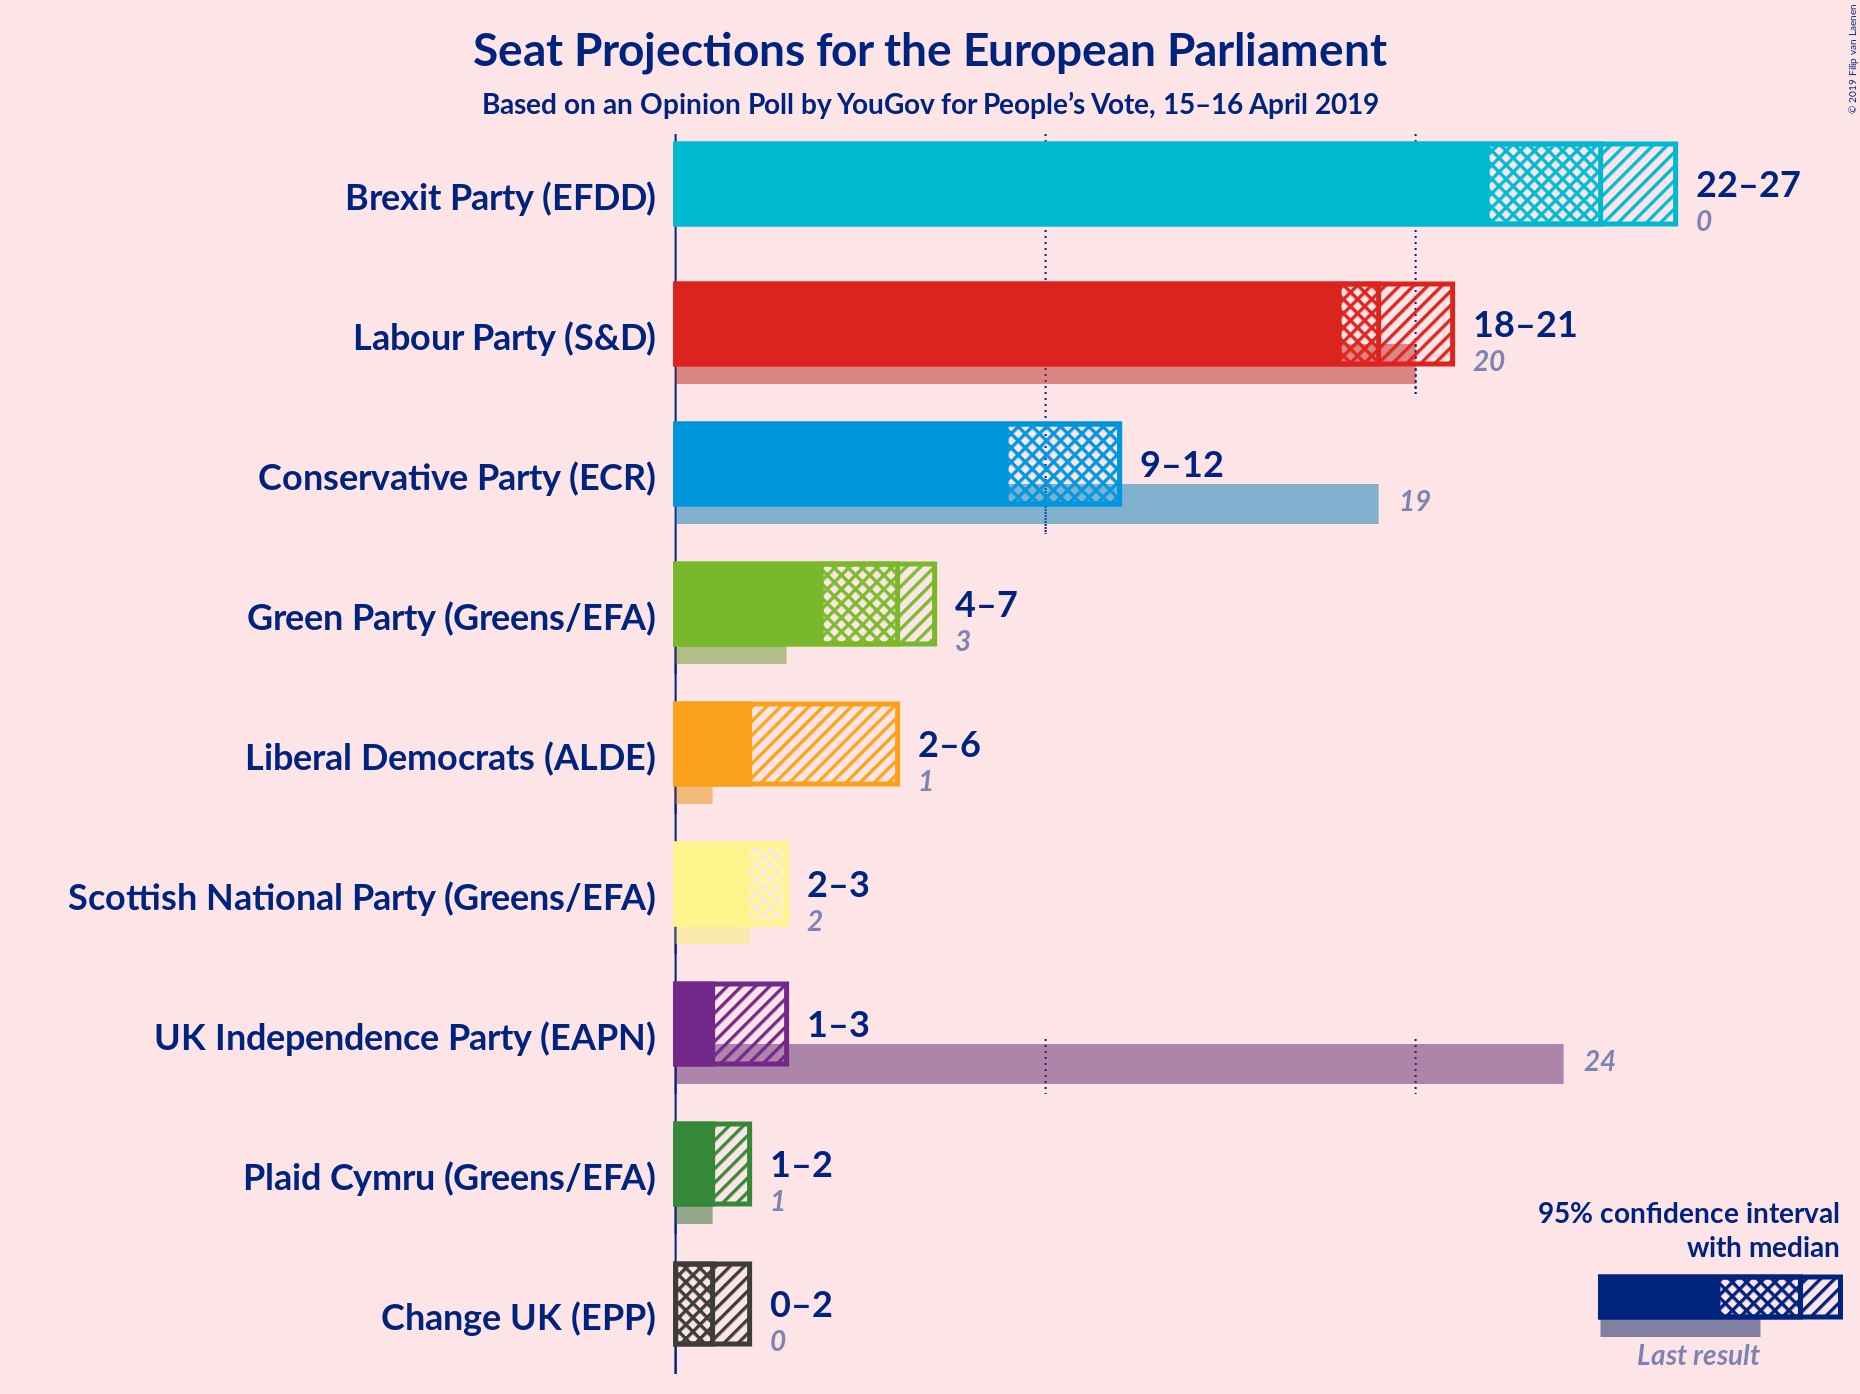 Seat Projections for the European Parliament
Based on an Opinion Poll by YouGov for People’s Vote, 15–16 April 2019
© 2019 Filip van Laenen
Brexit Party (EFDD)
22–27
0
Labour Party (S&D)
18–21
20
Conservative Party (ECR)
9–12
19
Green Party (Greens/EFA)
4–7
3
Liberal Democrats (ALDE)
2–6
1
Scottish National Party (Greens/EFA)
2–3
2
UK Independence Party (EAPN)
1–3
24
Plaid Cymru (Greens/EFA)
1–2
1
Change UK (EPP)
0–2
0
95% confidence interval
with median
Last result